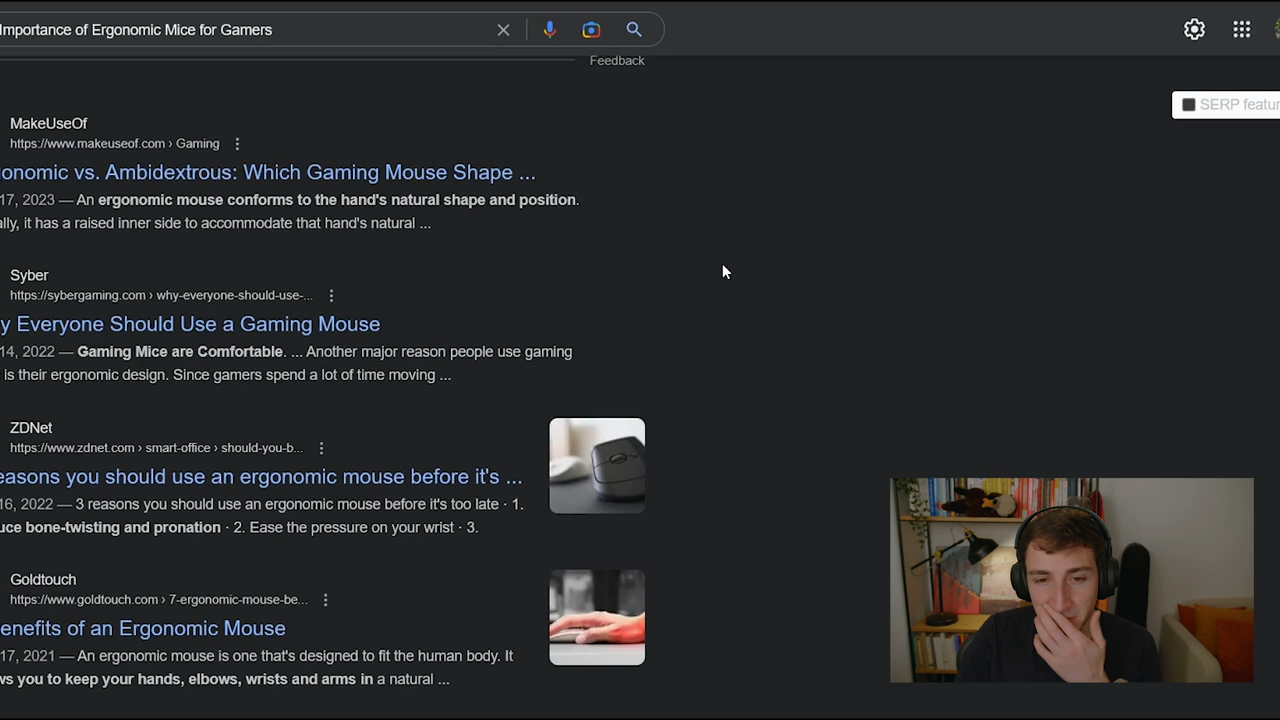 Importance of Ergonomic Mice for Gamers
Feedback
SERP featur
MakeUseOf
https://www.makeuseof.com › Gaming
onomic vs. Ambidextrous: Which Gaming Mouse Shape ...
17, 2023 — An ergonomic mouse conforms to the hand's natural shape and position.
ally, it has a raised inner side to accommodate that hand's natural ...
Syber
https://sybergaming.com › why-everyone-should-use-...
y Everyone Should Use a Gaming Mouse
14, 2022 — Gaming Mice are Comfortable. ... Another major reason people use gaming
is their ergonomic design. Since gamers spend a lot of time moving ...
ZDNet
https://www.zdnet.com › smart-office › should-you-b...
easons you should use an ergonomic mouse before it's ...
16, 2022 — 3 reasons you should use an ergonomic mouse before it's too late · 1.
uce bone-twisting and pronation · 2. Ease the pressure on your wrist · 3.
Goldtouch
https://www.goldtouch.com › 7-ergonomic-mouse-be...
enefits of an Ergonomic Mouse
17, 2021 — An ergonomic mouse is one that's designed to fit the human body. It
ws you to keep your hands, elbows, wrists and arms in a natural ...